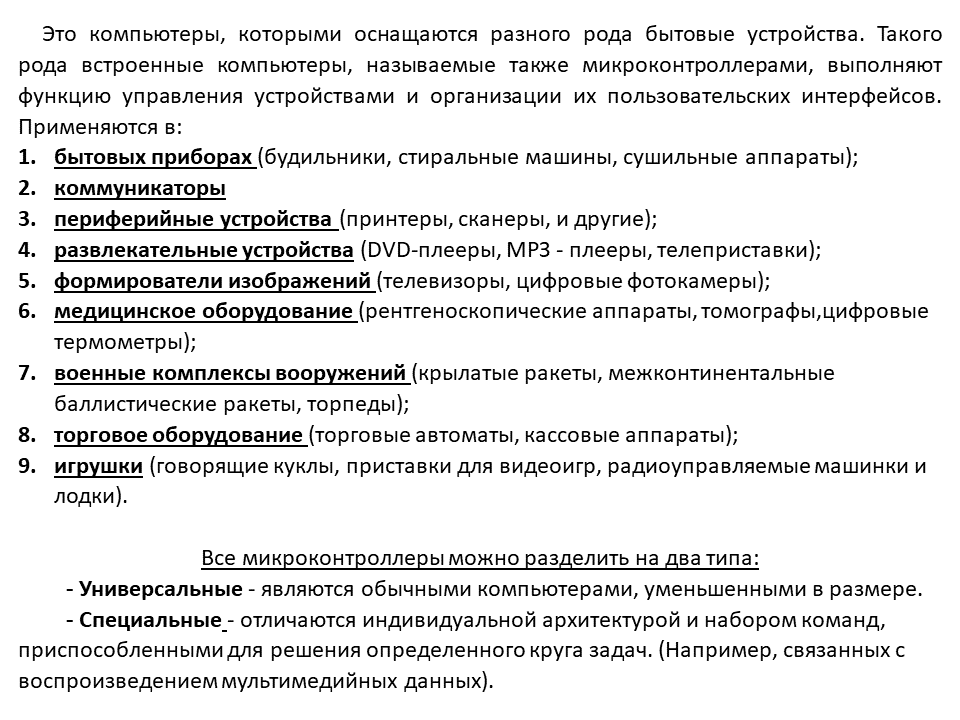 Это компьютеры, которыми оснащаются разного рода бытовые устройства. Такого
рода встроенные компьютеры, называемые также микроконтроллерами, выполняют
функцию управления устройствами и организации их пользовательских интерфейсов.
Применяются в:
1. бытовых приборах (будильники, стиральные машины, сушильные аппараты);
2. коммуникаторы
3. периферийные устройства (принтеры, сканеры, и другие);
4. развлекательные устройства (DVD-плееры, MP3 - плееры, телеприставки);
5. формирователи изображений (телевизоры, цифровые фотокамеры);
6. медицинское оборудование (рентгеноскопические аппараты, томографы,цифровые
термометры);
7. военные комплексы вооружений (крылатые ракеты, межконтинентальные
баллистические ракеты, торпеды);
8. торговое оборудование (торговые автоматы, кассовые аппараты);
9. игрушки (говорящие куклы, приставки для видеоигр, радиоуправляемые машинки и
лодки).
Все микроконтроллеры можно разделить на два типа:
- Универсальные - являются обычными компьютерами, уменьшенными в размере.
- Специальные - отличаются индивидуальной архитектурой и набором команд,
приспособленными для решения определенного круга задач. (Например, связанных с
воспроизведением мультимедийных данных).